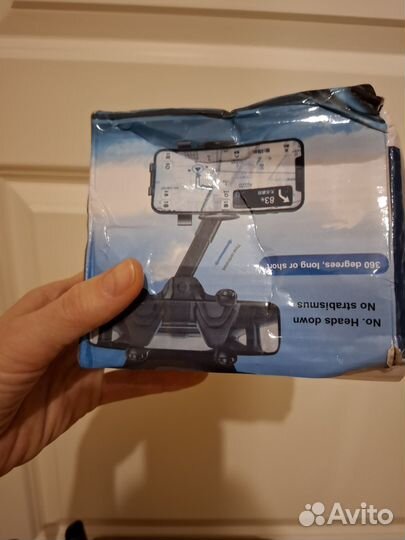 No. Heads down
No strabismus
360 degrees, long or short
83
Avito